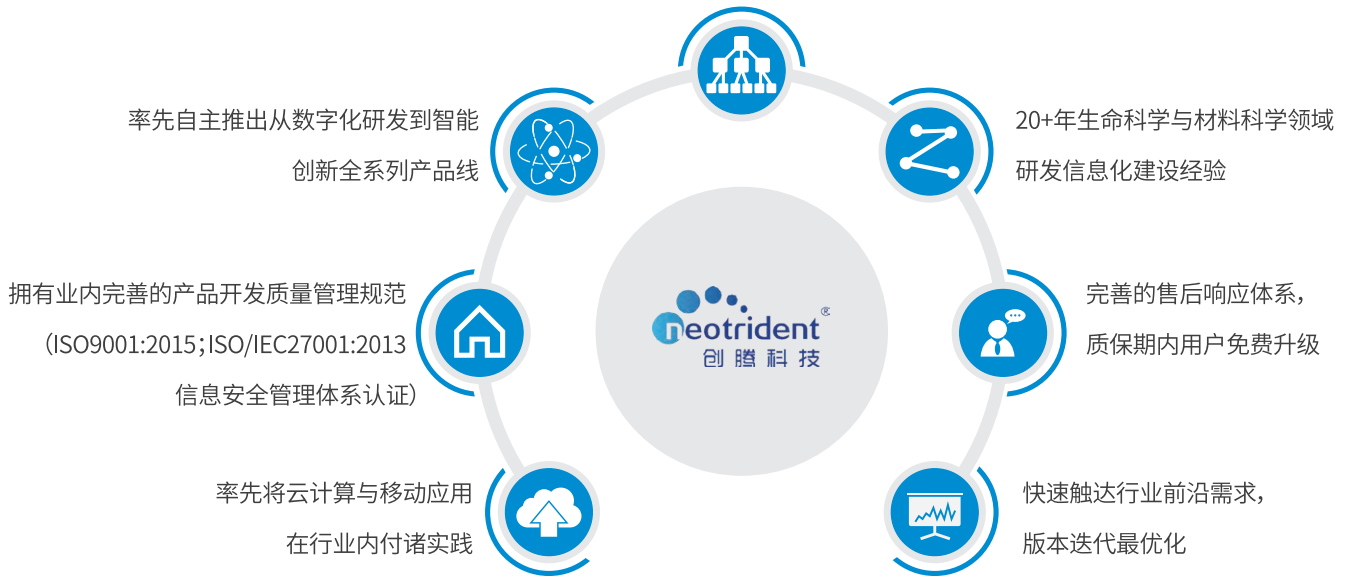 率先自主推出从数字化研发到智能
创新全系列产品线
20+年生命科学与材料科学领域
研发信息化建设经验
拥有业内完善的产品开发质量管理规范
（ISO9001:2015；ISO/IEC27001:2013
信息安全管理体系认证）
neotrident®
创腾科技
完善的售后响应体系，
质保期内用户免费升级
率先将云计算与移动应用
在行业内付诸实践
快速触达行业前沿需求，
版本迭代最优化